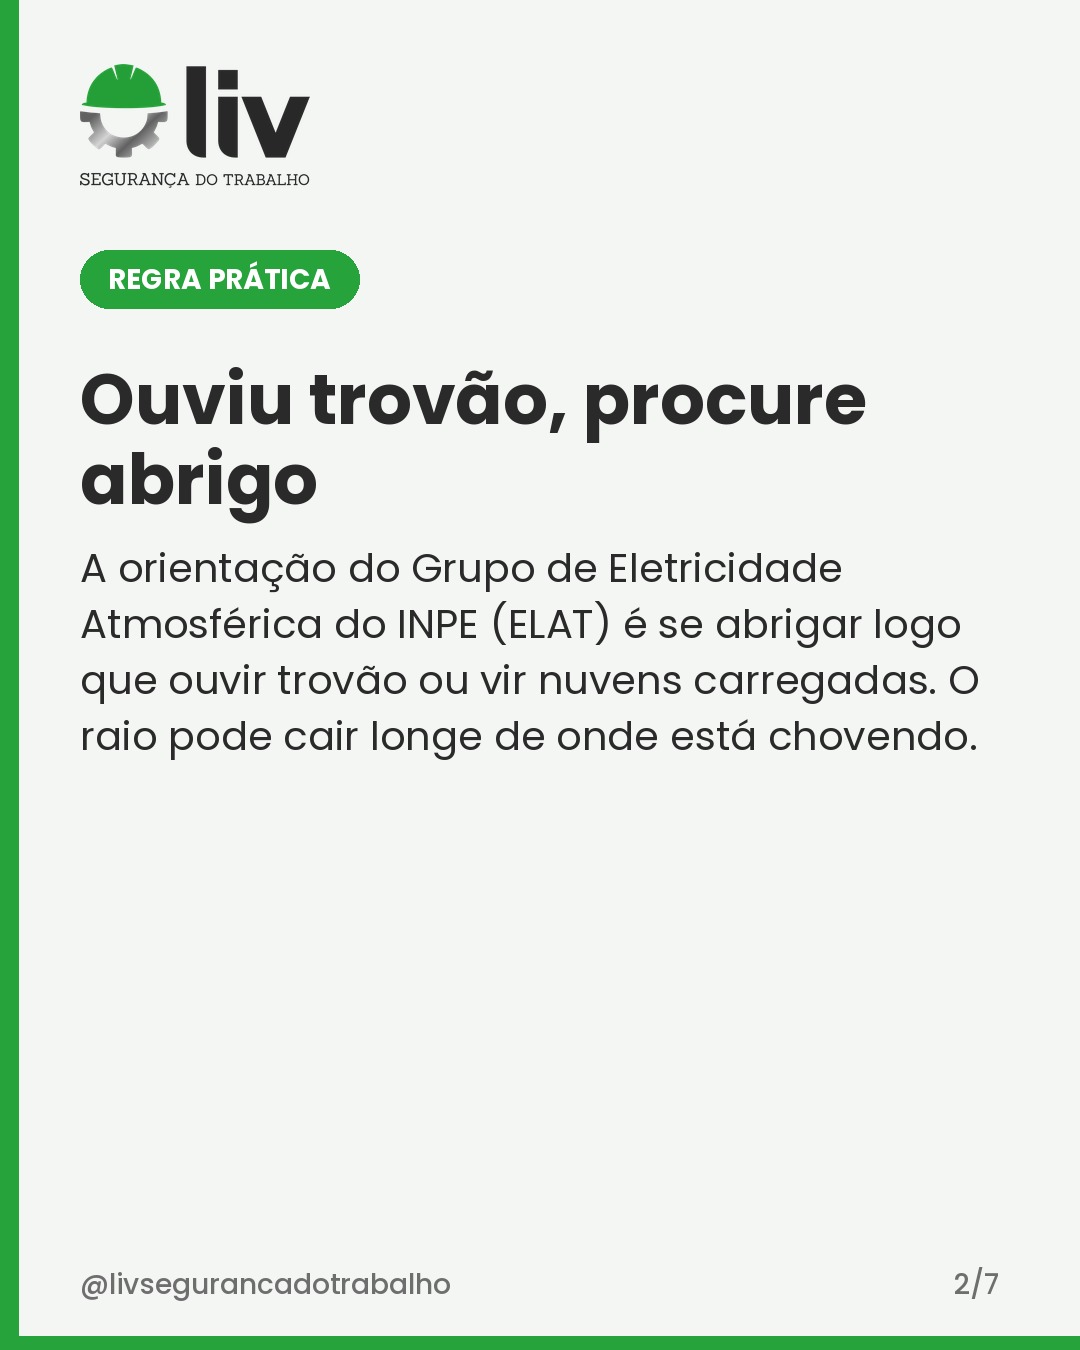 liv
SEGURANÇA DO TRABALHO
REGRA PRÁTICA
Ouviu trovão, procure
abrigo
A orientação do Grupo de Eletricidade
Atmosférica do INPE (ELAT) é se abrigar logo
que ouvir trovão ou vir nuvens carregadas. O
raio pode cair longe de onde está chovendo.
@livsegurancadotrabalho
2/7